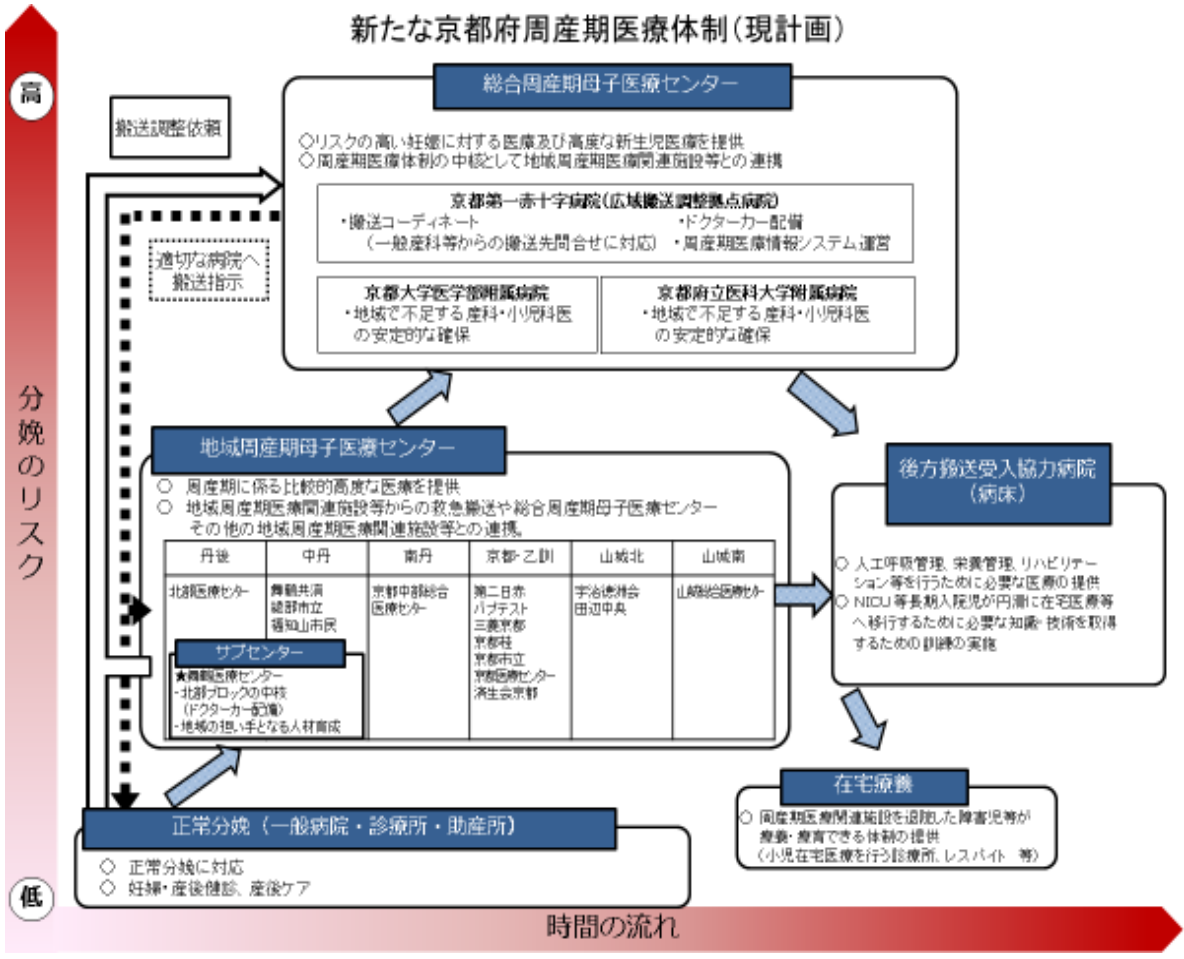 新たな京都府周産期医療体制(現計画)
高
搬送調整依頼
総合周産期母子医療センター
◇リスクの高い妊娠に対する医療及び高度な新生児医療を提供
◇周産期医療体制の中核として地域周産期医療関連施設等との連携
京都第一赤十字病院(広域搬送調整拠点病院)
・搬送コーディネート
(一般産科等からの搬送先問合せに対応)
・ドクターカー配備
・周産期医療情報システム運営
京都大学医学部附属病院
・地域で不足する産科・小児科医
の安定的な確保
京都府立医科大学附属病院
・地域で不足する産科・小児科医
の安定的な確保
適切な病院へ
搬送指示
分娩のリスク
地域周産期母子医療センター
○ 周産期に係る比較的高度な医療を提供
○ 地域周産期医療関連施設等からの救急搬送や総合周産期母子医療センター
その他の地域周産期医療関連施設等との連携。
丹後 中丹 南丹 京都・乙訓 山城北 山城南
北部医療センター
舞鶴共済
綾部市立
福知山市民
京都中部総合
医療センター
第二日赤
バプテスト
三菱京都
京都桂
京都市立
京都医療センター
済生会京都
宇治徳洲会
田辺中央
山城総合医療センター
サブセンター
★舞鶴医療センター
・北部ブロックの中核
(ドクターカー配備)
・地域の担い手となる人材育成
後方搬送受入協力病院
(病床)
◇ 人工呼吸管理、栄養管理、リハビリテー
ション等を行うために必要な医療の提供
◇ NICU等長期入院児が円滑に在宅医療等
へ移行するために必要な知識・技術を取得
するための訓練の実施
在宅療養
◇ 周産期医療関連施設を退院した障害児等が
療養・療育できる体制の提供
(小児在宅医療を行う診療所、レスパイト 等)
正常分娩(一般病院・診療所・助産所)
◇ 正常分娩に対応
◇ 妊婦・産後健診、産後ケア
低
時間の流れ